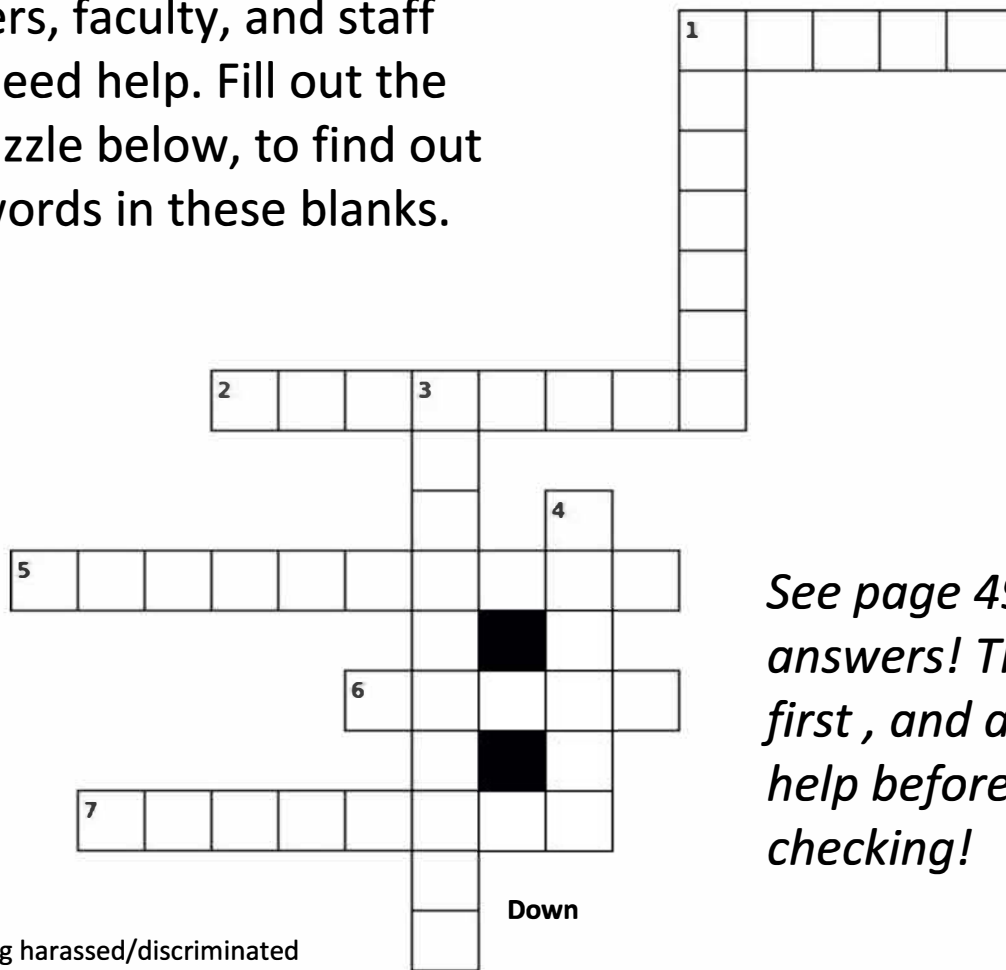 ers, faculty, and staff
eed help. Fill out the
zzle below, to find out
words in these blanks.
1
2
3
4
5
See page 49
answers! T
first , and a
help before
checking!
6
7
Down
g harassed/discriminated